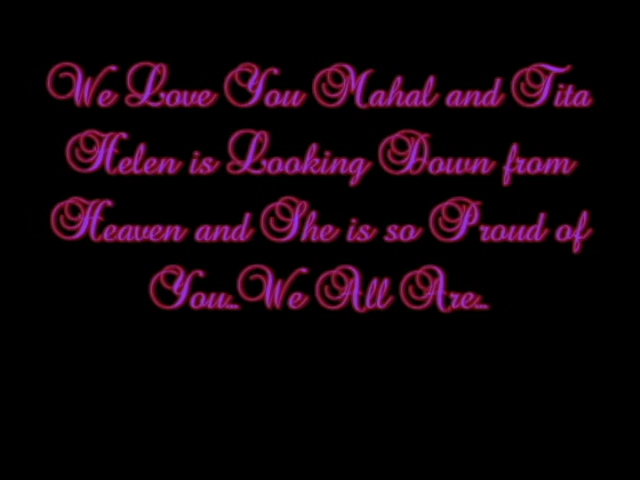 We Love You Mahal and Tita
Helen is Looking Down from
Heaven and She is so Proud of
You...We All Are...